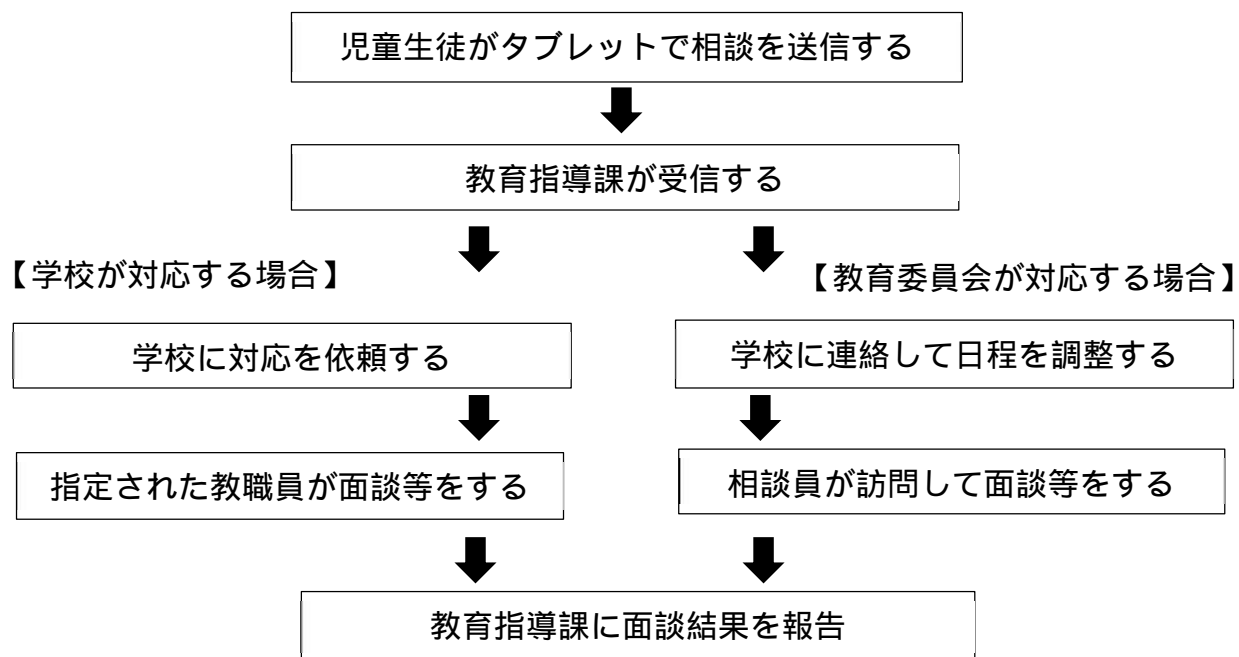 児童生徒がタブレットで相談を送信する
教育指導課が受信する
【学校が対応する場合】
【教育委員会が対応する場合】
学校に対応を依頼する
学校に連絡して日程を調整する
指定された教職員が面談等をする
相談員が訪問して面談等をする
教育指導課に面談結果を報告